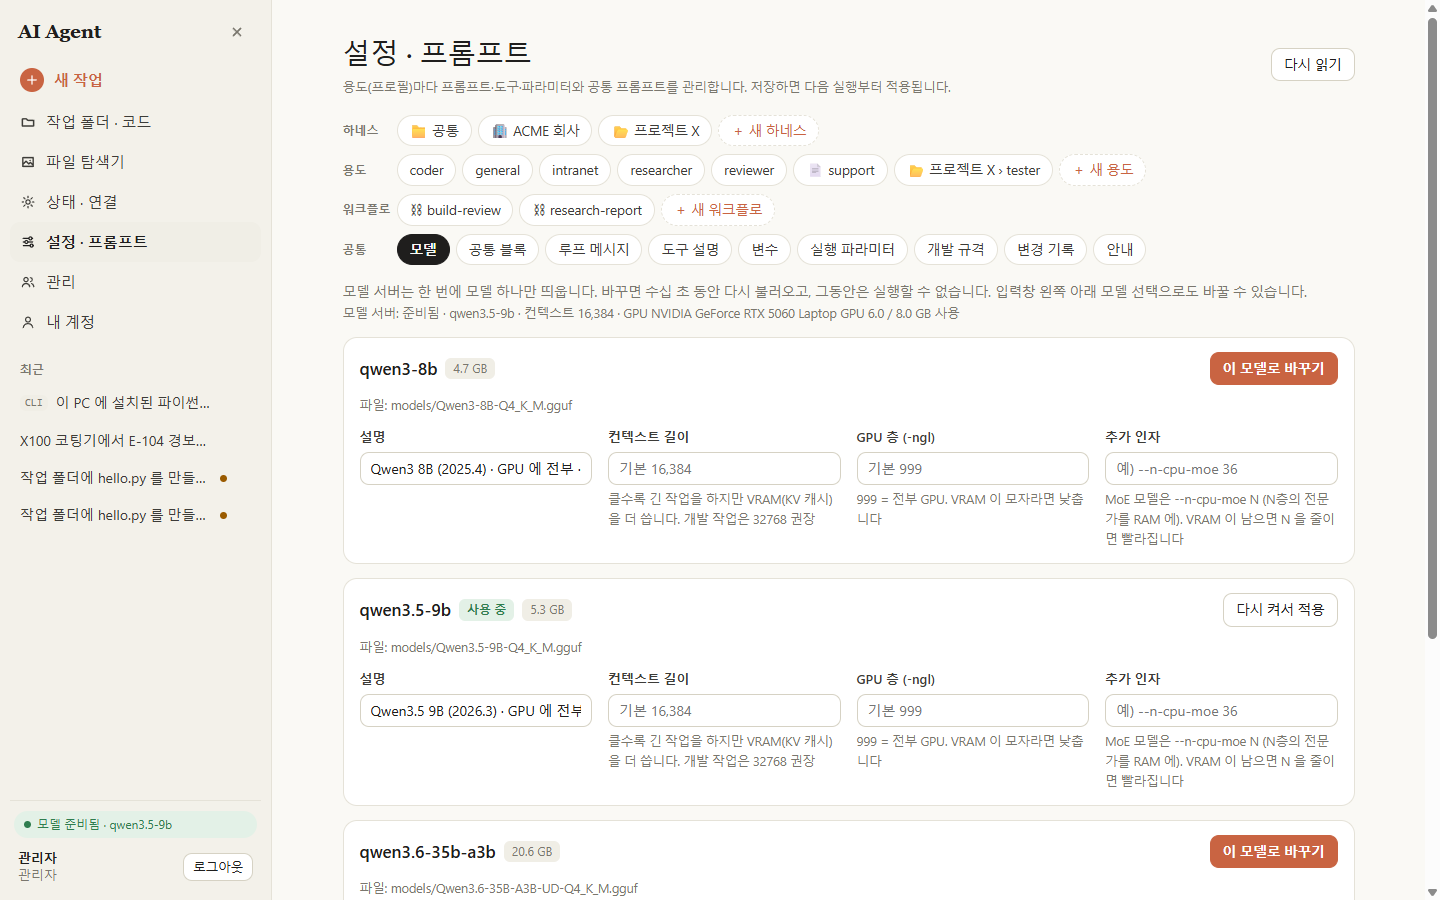 AI Agent
새 작업
작업 폴더 · 코드
파일 탐색기
상태 · 연결
설정 · 프롬프트
관리
내 계정
최근
CLI 이 PC 에 설치된 파이썬...
X100 코팅기에서 E-104 경보...
작업 폴더에 hello.py 를 만들...
작업 폴더에 hello.py 를 만들...
모델 준비됨 · qwen3.5-9b
관리자
관리자
로그아웃
설정 · 프롬프트
다시 읽기
용도(프로필)마다 프롬프트·도구·파라미터와 공통 프롬프트를 관리합니다. 저장하면 다음 실행부터 적용됩니다.
하네스 공통 ACME 회사 프로젝트 X + 새 하네스
용도 coder general intranet researcher reviewer support 프로젝트 X › tester + 새 용도
워크플로 build-review research-report + 새 워크플로
공통 모델 공통 블록 루프 메시지 도구 설명 변수 실행 파라미터 개발 규격 변경 기록 안내
모델 서버는 한 번에 모델 하나만 띄웁니다. 바꾸면 수십 초 동안 다시 불러오고, 그동안은 실행할 수 없습니다. 입력창 왼쪽 아래 모델 선택으로도 바꿀 수 있습니다.
모델 서버: 준비됨 · qwen3.5-9b · 컨텍스트 16,384 · GPU NVIDIA GeForce RTX 5060 Laptop GPU 6.0 / 8.0 GB 사용
qwen3-8b 4.7 GB
이 모델로 바꾸기
파일: models/Qwen3-8B-Q4_K_M.gguf
설명 컨텍스트 길이 GPU 층 (-ngl) 추가 인자
Qwen3 8B (2025.4) · GPU 에 전부 · 기본 16,384 기본 999 예) --n-cpu-moe 36
클수록 긴 작업을 하지만 VRAM(KV 캐시)
을 더 씁니다. 개발 작업은 32768 권장
999 = 전부 GPU. VRAM 이 모자라면 낮춥
니다
MoE 모델은 --n-cpu-moe N (N층의 전문
가를 RAM 에). VRAM 이 남으면 N 을 줄이
면 빨라집니다
qwen3.5-9b 사용 중 5.3 GB
다시 켜서 적용
파일: models/Qwen3.5-9B-Q4_K_M.gguf
설명 컨텍스트 길이 GPU 층 (-ngl) 추가 인자
Qwen3.5 9B (2026.3) · GPU 에 전부 기본 16,384 기본 999 예) --n-cpu-moe 36
클수록 긴 작업을 하지만 VRAM(KV 캐시)
을 더 씁니다. 개발 작업은 32768 권장
999 = 전부 GPU. VRAM 이 모자라면 낮춥
니다
MoE 모델은 --n-cpu-moe N (N층의 전문
가를 RAM 에). VRAM 이 남으면 N 을 줄이
면 빨라집니다
qwen3.6-35b-a3b 20.6 GB
이 모델로 바꾸기
파일: models/Qwen3.6-35B-A3B-UD-Q4_K_M.gguf